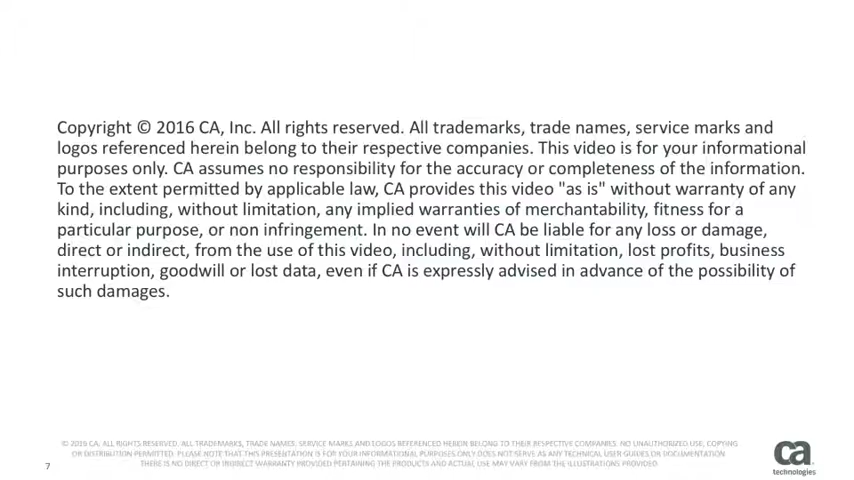 Copyright © 2016 CA, Inc. All rights reserved. All trademarks, trade names, service marks and
logos referenced herein belong to their respective companies. This video is for your informational
purposes only. CA assumes no responsibility for the accuracy or completeness of the information.
To the extent permitted by applicable law, CA provides this video "as is" without warranty of any
kind, including, without limitation, any implied warranties of merchantability, fitness for a
particular purpose, or non infringement. In no event will CA be liable for any loss or damage,
direct or indirect, from the use of this video, including, without limitation, lost profits, business
interruption, goodwill or lost data, even if CA is expressly advised in advance of the possibility of
such damages.
© 2016 CA. ALL RIGHTS RESERVED. ALL TRADEMARKS, TRADE NAMES, SERVICE MARKS AND LOGOS REFERENCED HEREIN BELONG TO THEIR RESPECTIVE COMPANIES. NO UNAUTHORIZED USE, COPYING
OR DISTRIBUTION PERMITTED. PLEASE NOTE THAT THIS PRESENTATION IS FOR YOUR INFORMATIONAL PURPOSES ONLY DOES NOT SERVE AS ANY TECHNICAL USER GUIDES OR DOCUMENTATION.
THERE IS NO DIRECT OR INDIRECT WARRANTY PROVIDED PERTAINING THE PRODUCTS AND ACTUAL USE MAY VARY FROM THE ILLUSTRATIONS PROVIDED.
7
ca
technologies